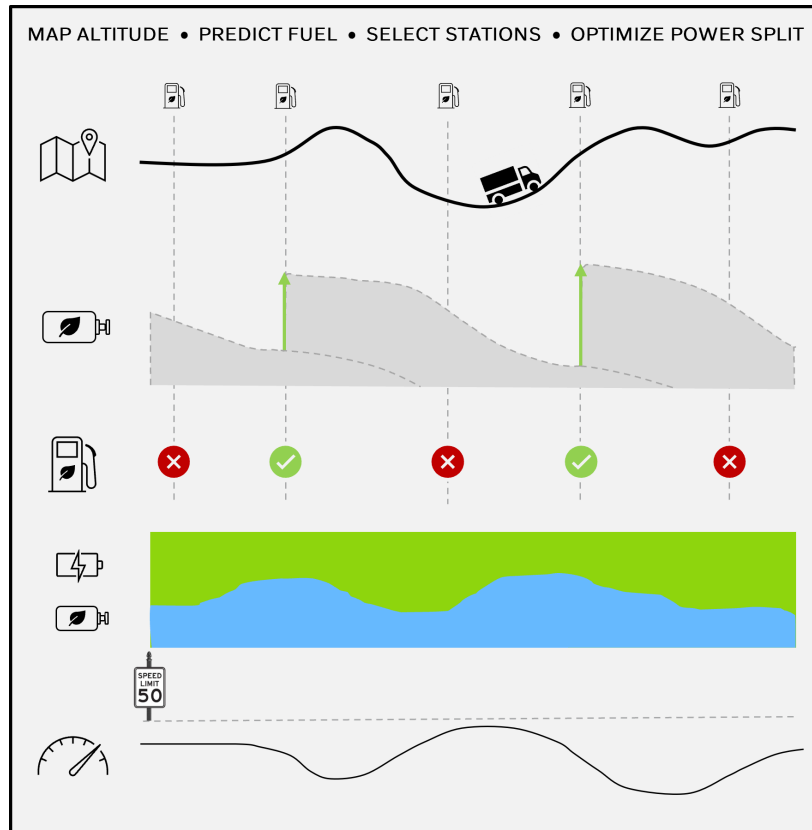 MAP ALTITUDE • PREDICT FUEL • SELECT STATIONS • OPTIMIZE POWER SPLIT
SPEED
LIMIT
50